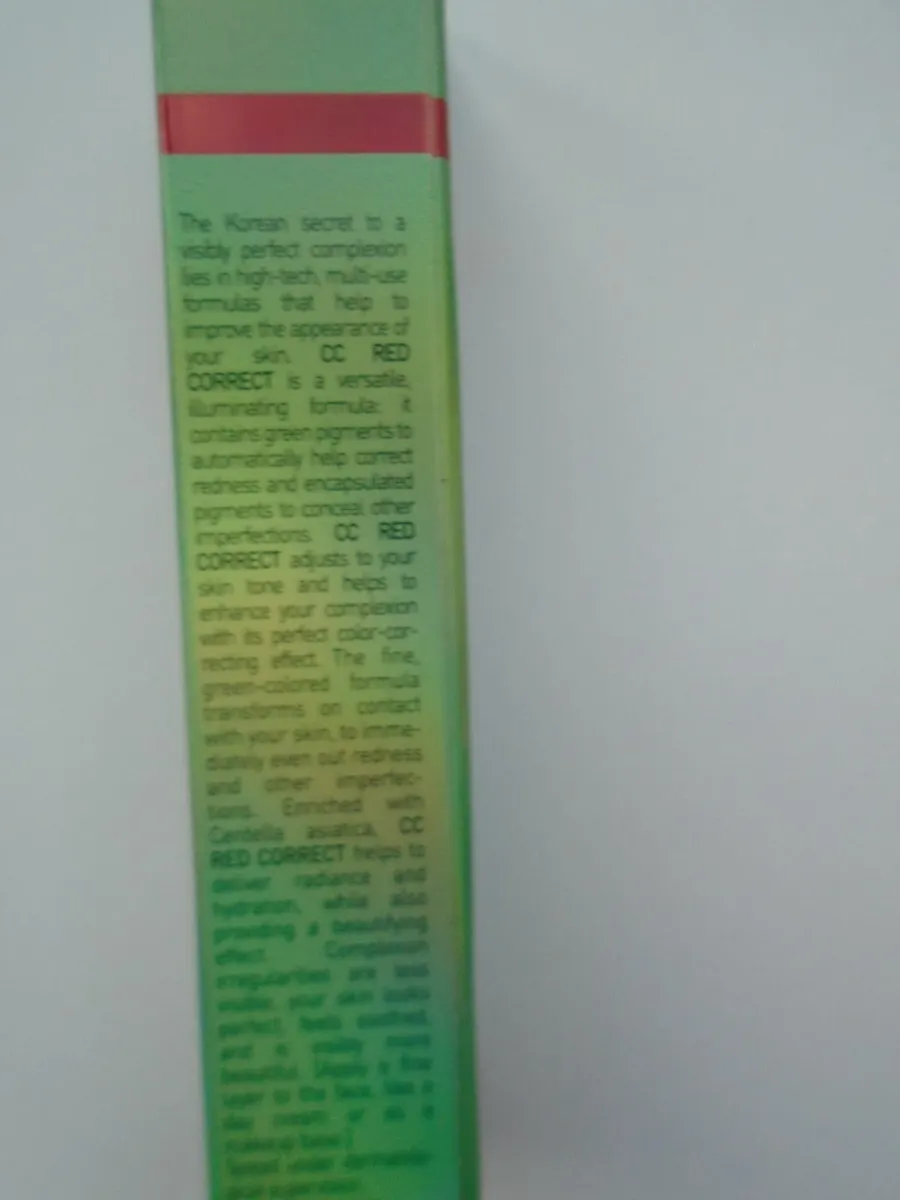 The Korean secret to a
visibly perfect complexion
lies in high-tech, multi-use
formulas that help to
improve the appearance of
your skin. CC RED
CORRECT is a versatile,
illuminating formula: it
contains green pigments to
automatically help correct
redness and encapsulated
pigments to conceal other
imperfections. CC RED
CORRECT adjusts to your
skin tone and helps to
enhance your complexion
with its perfect color-cor-
recting effect. The fine,
green-colored formula
transforms on contact
with your skin, to imme-
diately even out redness
and other imperfec-
tions. Enriched with
Centella asiatica, CC
RED CORRECT helps to
deliver radiance and
hydration, while also
providing a beautifying
effect. Complexion
irregularities are less
visible, your skin looks
perfect, feels soothed,
and is visibly more
beautiful. Apply a fine
layer to the face, like a
day cream or as a
makeup base.
Tested under dermatolo-